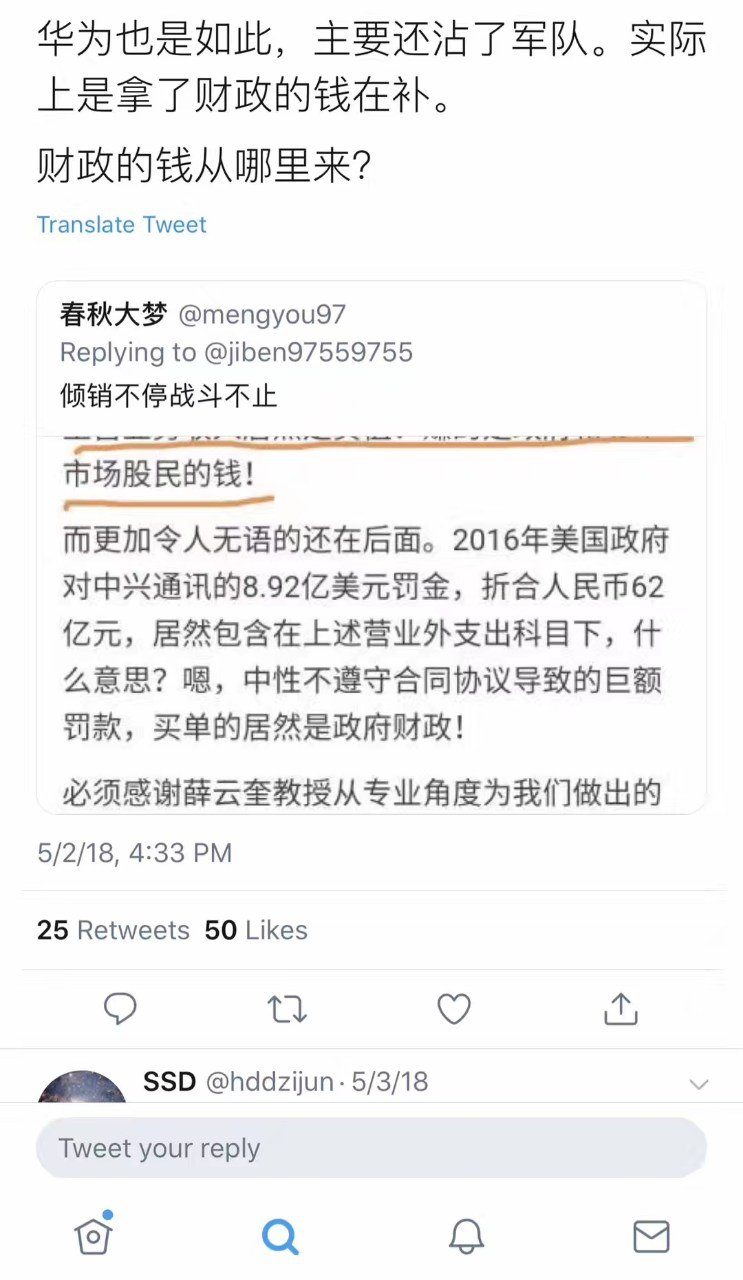 华为也是如此，主要还沾了军队。实际
上是拿了财政的钱在补。
财政的钱从哪里来？
Translate Tweet
春秋大梦 @mengyou97
Replying to @jiben97559755
倾销不停战斗不止
市场股民的钱！
而更加令人无语的还在后面。2016年美国政府
对中兴通讯的8.92亿美元罚金，折合人民币62
亿元，居然包含在上述营业外支出科目下，什
么意思？嗯，中性不遵守合同协议导致的巨额
罚款，买单的居然是政府财政！
必须感谢薛云奎教授从专业角度为我们做出的
5/2/18, 4:33 PM
25 Retweets 50 Likes
SSD @hddzijun · 5/3/18
Tweet your reply